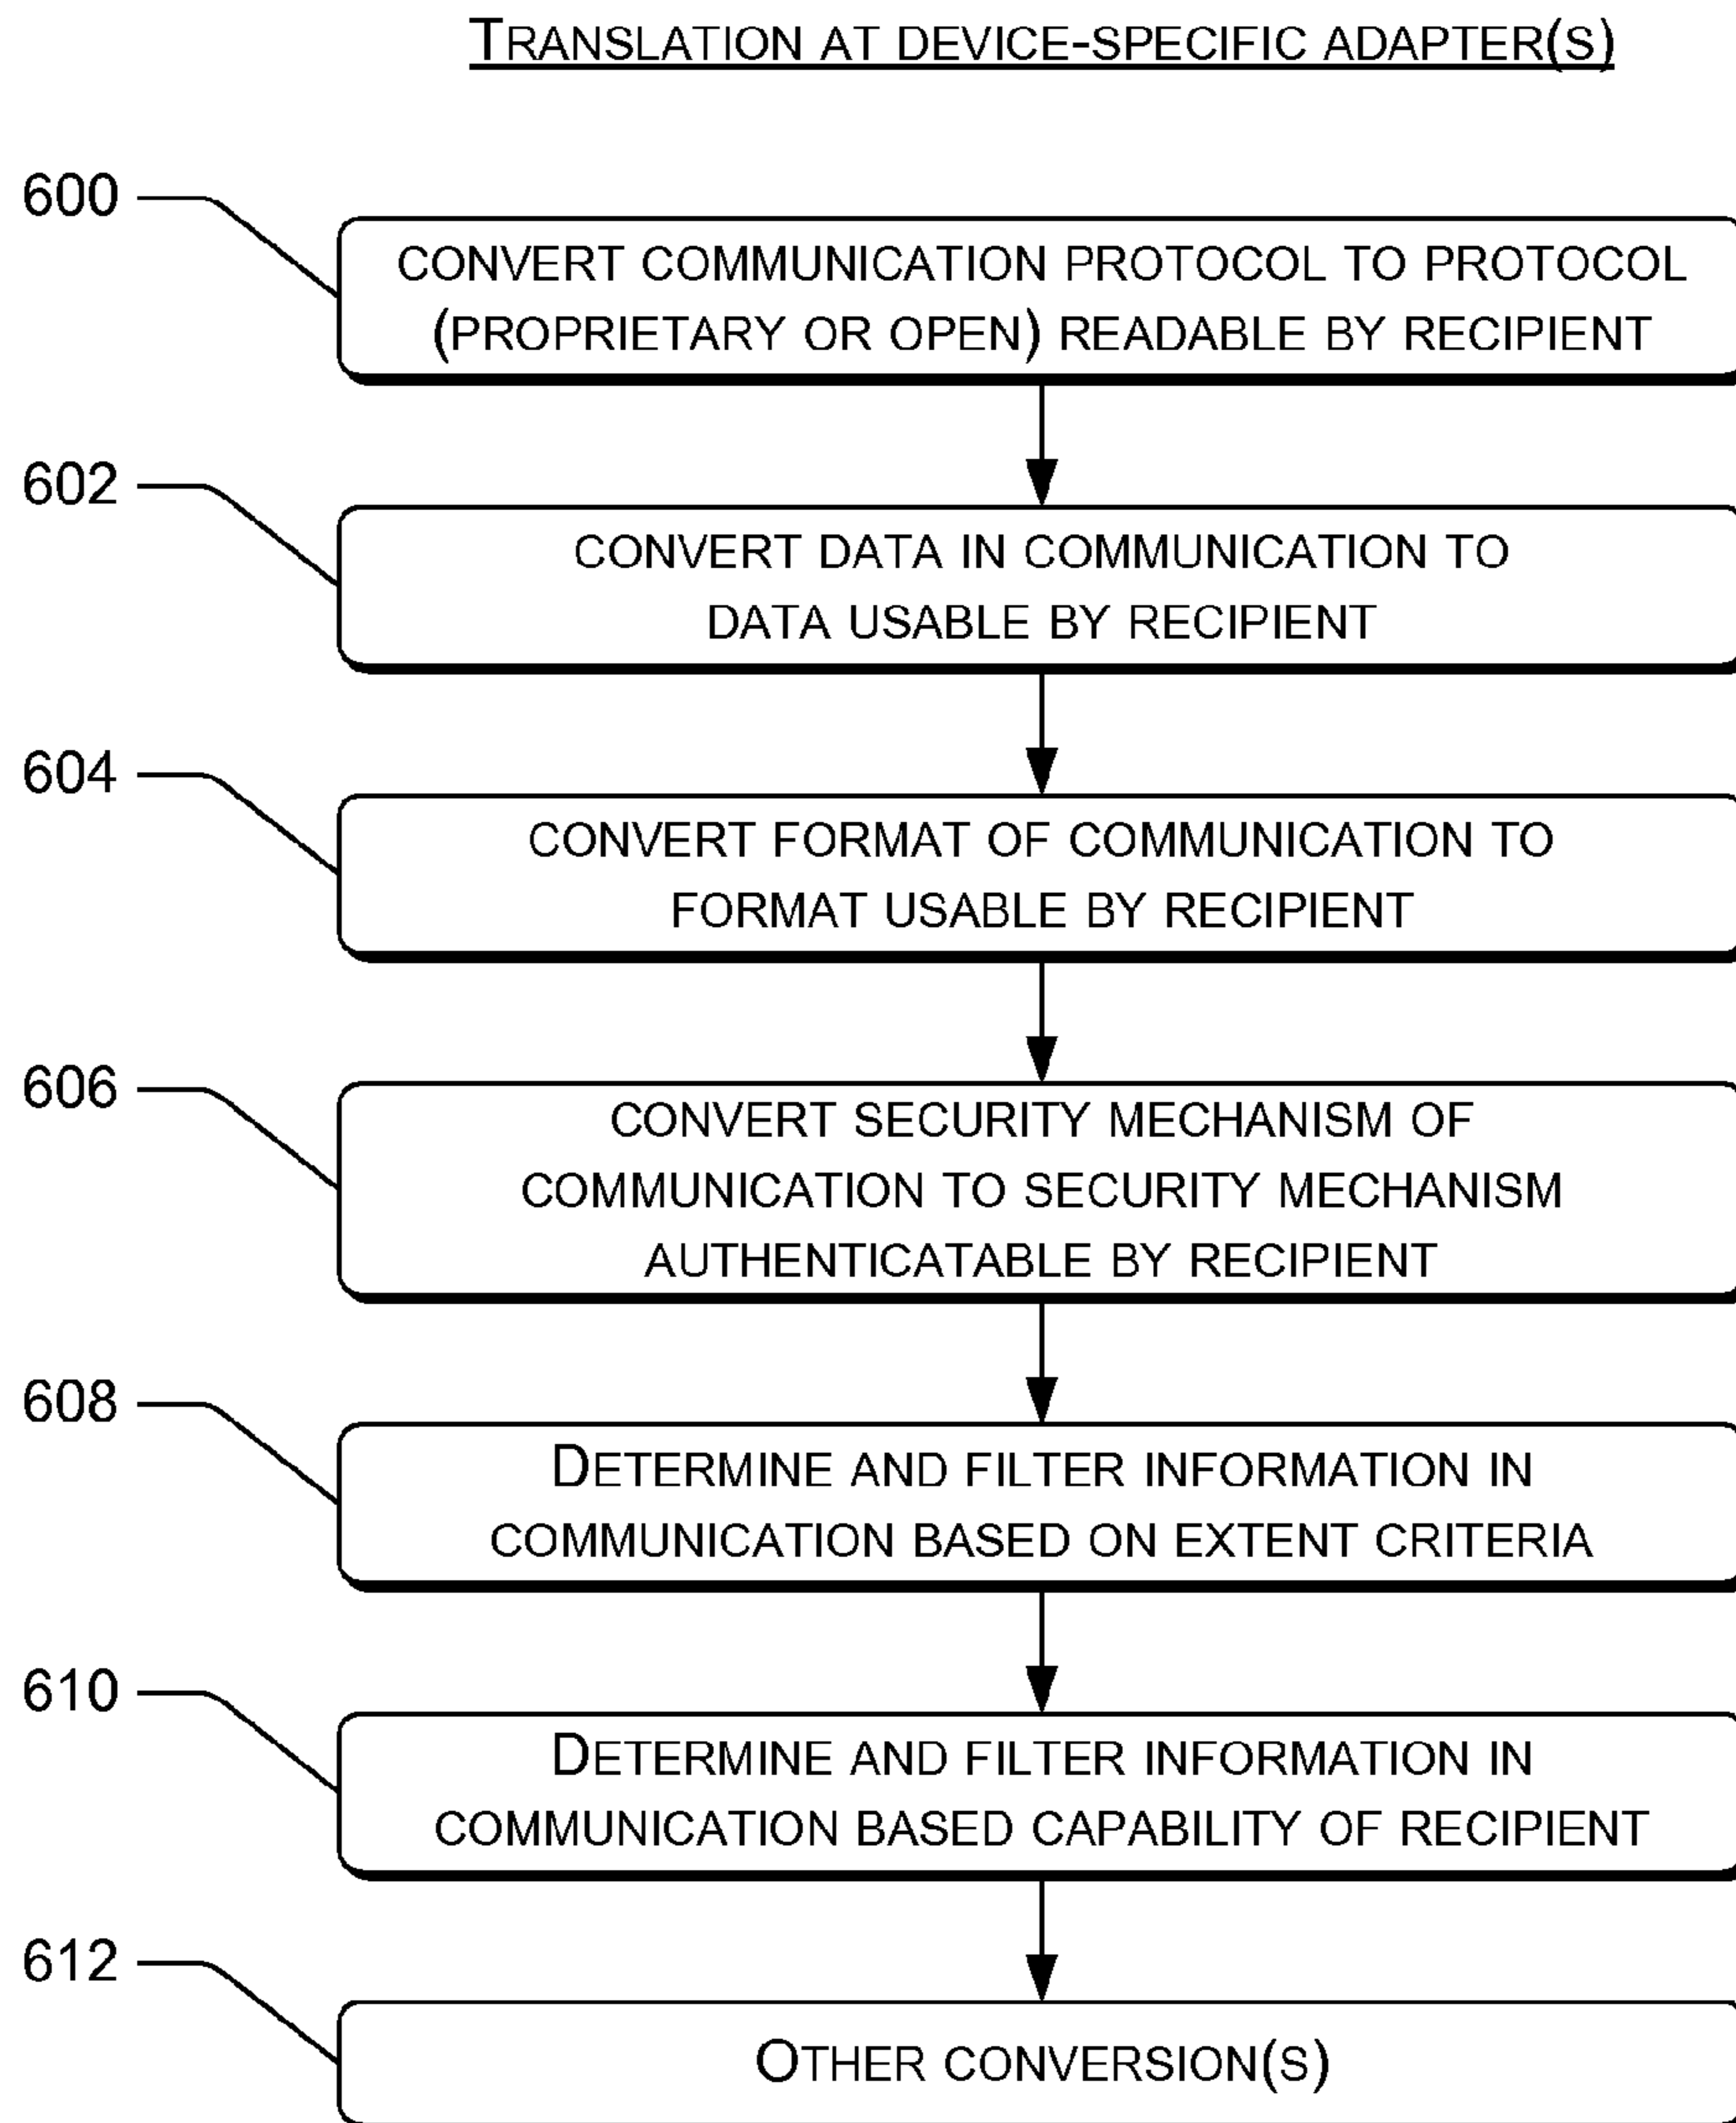 TRANSLATION AT DEVICE-SPECIFIC ADAPTER(S)
600
CONVERT COMMUNICATION PROTOCOL TO PROTOCOL
(PROPRIETARY OR OPEN) READABLE BY RECIPIENT
602
CONVERT DATA IN COMMUNICATION TO
DATA USABLE BY RECIPIENT
604
CONVERT FORMAT OF COMMUNICATION TO
FORMAT USABLE BY RECIPIENT
606
CONVERT SECURITY MECHANISM OF
COMMUNICATION TO SECURITY MECHANISM
AUTHENTICATABLE BY RECIPIENT
608
DETERMINE AND FILTER INFORMATION IN
COMMUNICATION BASED ON EXTENT CRITERIA
610
DETERMINE AND FILTER INFORMATION IN
COMMUNICATION BASED CAPABILITY OF RECIPIENT
612
OTHER CONVERSION(S)